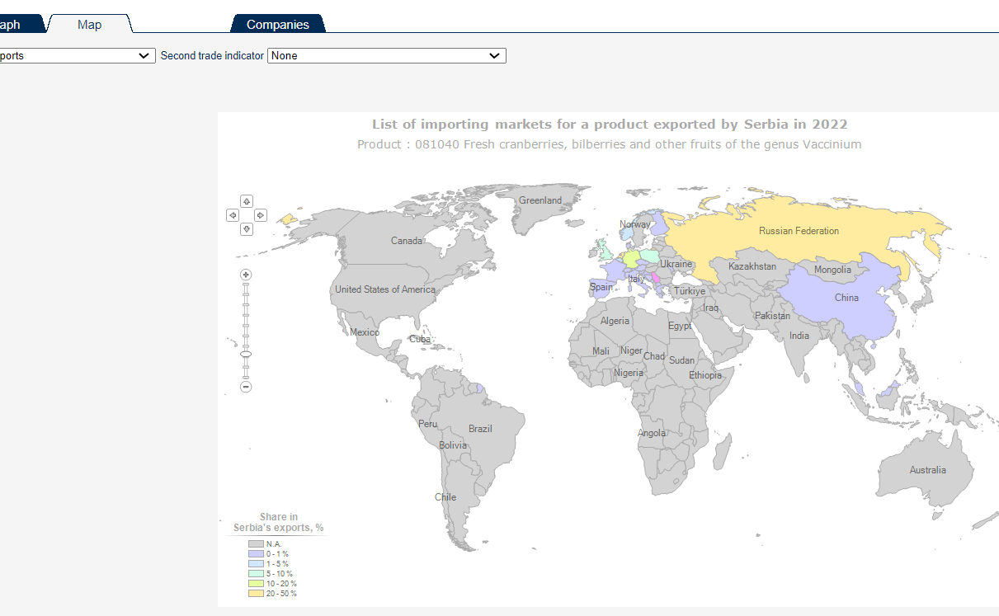 aph
Map
Companies
ports
Second trade indicator
None
List of importing markets for a product exported by Serbia in 2022
Product : 081040 Fresh cranberries, bilberries and other fruits of the genus Vaccinium
Greenland
Norway
Russian Federation
Canada
Ukraine
Kazakhstan
Mongolia
United States of America
Spain
Italy
Türkiye
China
Iraq
Pakistan
Algeria
Egypt
Mexico
Cuba
India
Mali
Niger
Chad
Sudan
Nigeria
Ethiopia
Peru
Brazil
Angola
Bolivia
Australia
Chile
Share in
Serbia's exports, %
N.A.
0 - 1 %
1 - 5 %
5 - 10 %
10 - 20 %
20 - 50 %